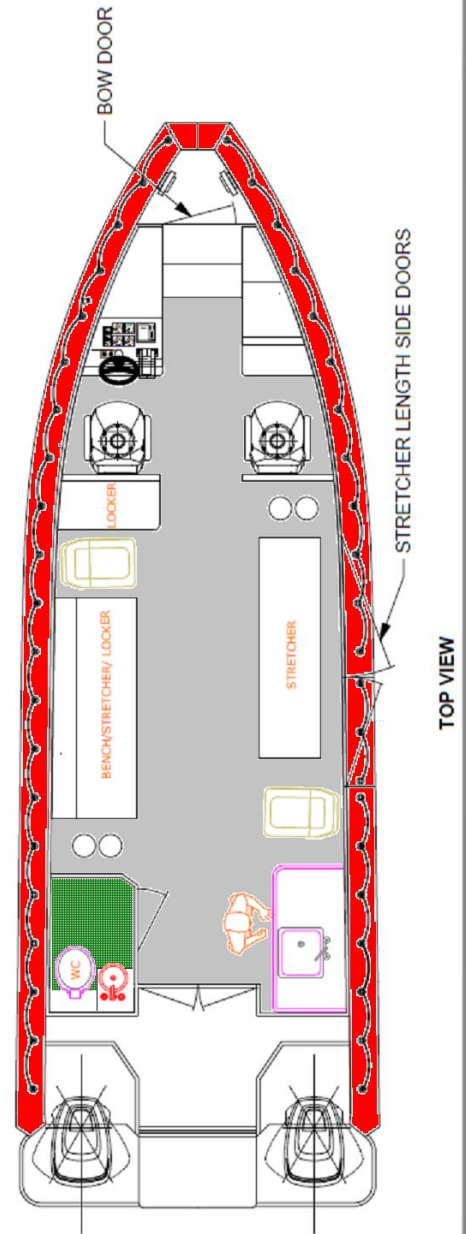 BOW DOOR
LOCKER
BENCH/STRETCHER/ LOCKER
STRETCHER
STRETCHER LENGTH SIDE DOORS
WC
TOP VIEW